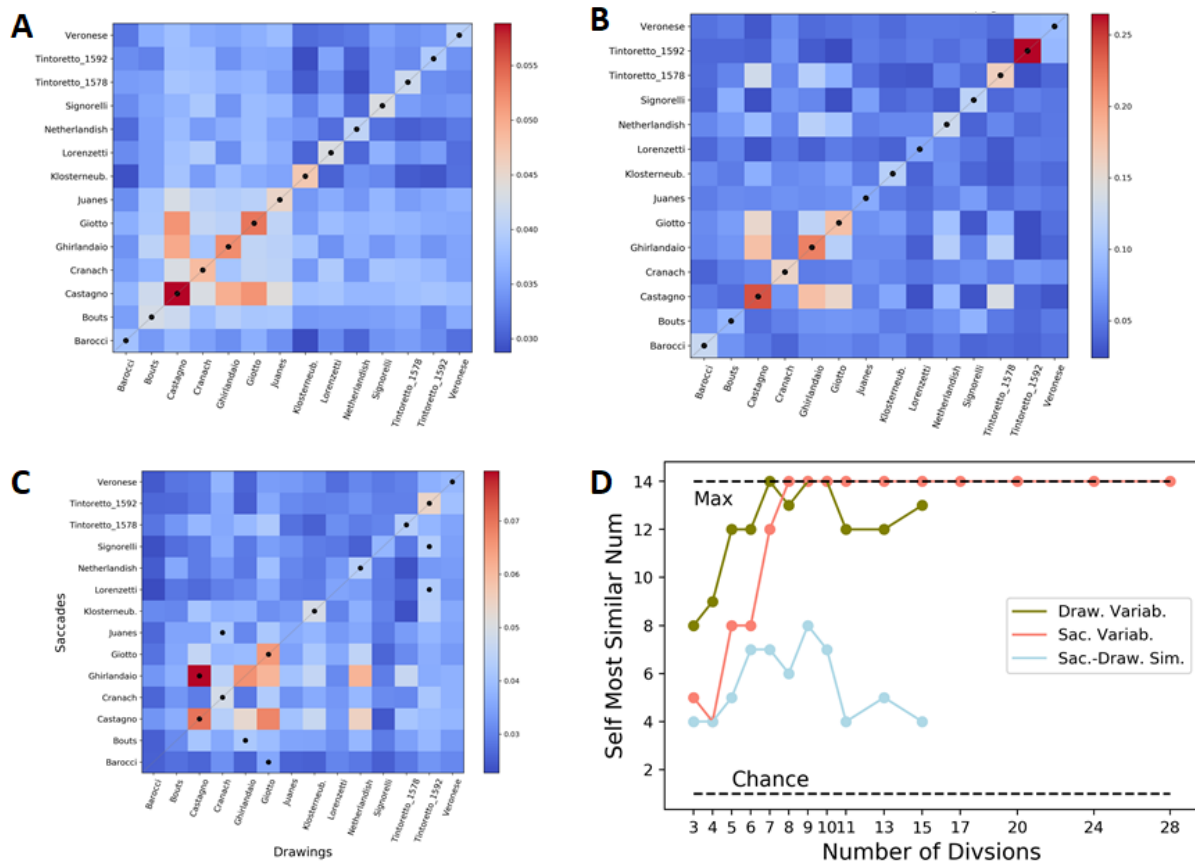 A
Veronese
Tintoretto_1592
Tintoretto_1578
Signorelli
Netherlandish
Lorenzetti
Klosterneub.
Juanes
Giotto
Ghirlandaio
Cranach
Castagno
Bouts
Barocci
Barocci
Bouts
Castagno
Cranach
Ghirlandaio
Giotto
Juanes
Klosterneub.
Lorenzetti
Netherlandish
Signorelli
Tintoretto_1578
Tintoretto_1592
Veronese
0.055
0.050
0.045
0.040
0.035
0.030
B
Veronese
Tintoretto_1592
Tintoretto_1578
Signorelli
Netherlandish
Lorenzetti
Klosterneub.
Juanes
Giotto
Ghirlandaio
Cranach
Castagno
Bouts
Barocci
Barocci
Bouts
Castagno
Cranach
Ghirlandaio
Giotto
Juanes
Klosterneub.
Lorenzetti
Netherlandish
Signorelli
Tintoretto_1578
Tintoretto_1592
Veronese
0.25
0.20
0.15
0.10
0.05
C
Saccades
Veronese
Tintoretto_1592
Tintoretto_1578
Signorelli
Netherlandish
Lorenzetti
Klosterneub.
Juanes
Giotto
Ghirlandaio
Cranach
Castagno
Bouts
Barocci
Barocci
Bouts
Castagno
Cranach
Ghirlandaio
Giotto
Juanes
Klosterneub.
Lorenzetti
Netherlandish
Signorelli
Tintoretto_1578
Tintoretto_1592
Veronese
Drawings
0.07
0.06
0.05
0.04
0.03
D
Self Most Similar Num
14
12
10
8
6
4
2
Max
Draw. Variab.
Sac. Variab.
Sac.-Draw. Sim.
Chance
3 4 5 6 7 8 9 10 11 13 15 17 20 24 28
Number of Divsions